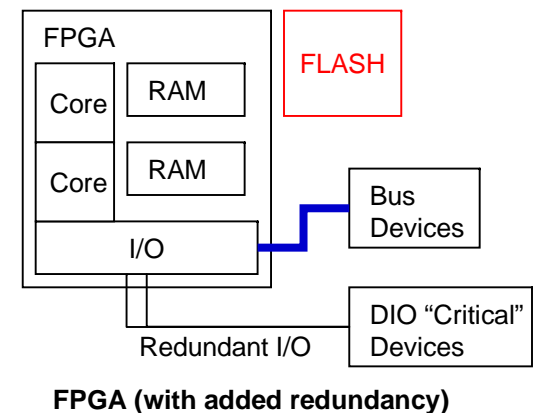 FPGA
FLASH
Core
RAM
Core
RAM
I/O
Bus
Devices
DIO “Critical”
Devices
Redundant I/O
FPGA (with added redundancy)